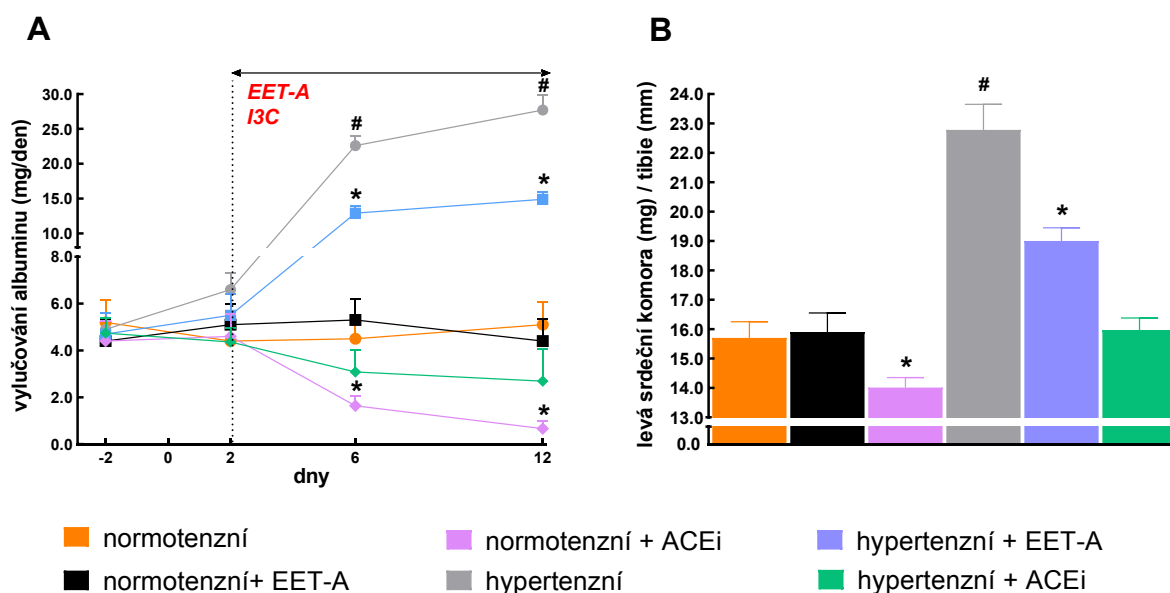 A
vylučování albuminu (mg/den)
30.0
25.0
20.0
15.0
10.0
8.0
6.0
4.0
2.0
0.0
EET-A
I3C
#
#
*
*
*
*
-2
0
2
6
12
dny
B
levá srdeční komora (mg) / tibie (mm)
24.0
23.0
22.0
21.0
20.0
19.0
18.0
17.0
16.0
15.0
14.0
13.0
0.0
*
#
*
normotenzní
normotenzní + ACEi
hypertenzní + EET-A
normotenzní+ EET-A
hypertenzní
hypertenzní + ACEi